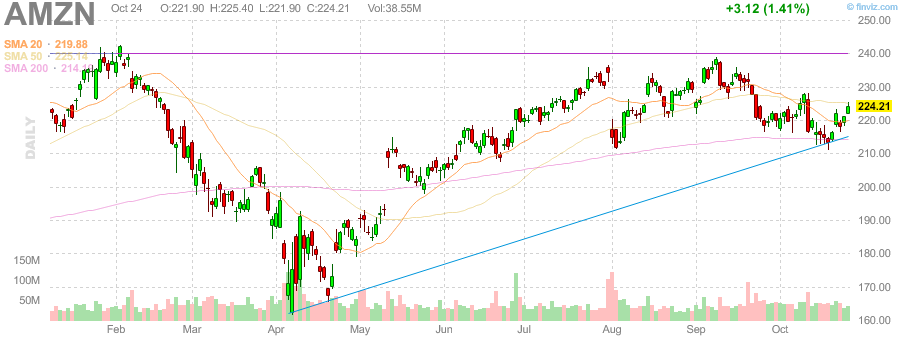 AMZN Oct 24 O:221.90 H:225.40 L:221.90 C:224.21 Vol:38.55M +3.12 (1.41%) © finviz.com
250.00
SMA 20 · 219.88
SMA 50 · 225.14
SMA 200 · 214.
240.00
230.00
224.21
220.00
DAILY
210.00
200.00
190.00
180.00
150M
170.00
100M
50M
160.00
Feb Mar Apr May Jun Jul Aug Sep Oct